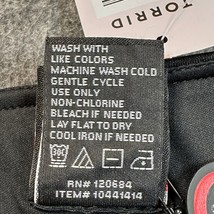 TORRID
WASH WITH
LIKE COLORS
MACHINE WASH COLD
GENTLE CYCLE
USE ONLY
NON-CHLORINE
BLEACH IF NEEDED
LAY FLAT TO DRY
COOL IRON IF NEEDED
30C
RN# 120684
ITEM# 10441414